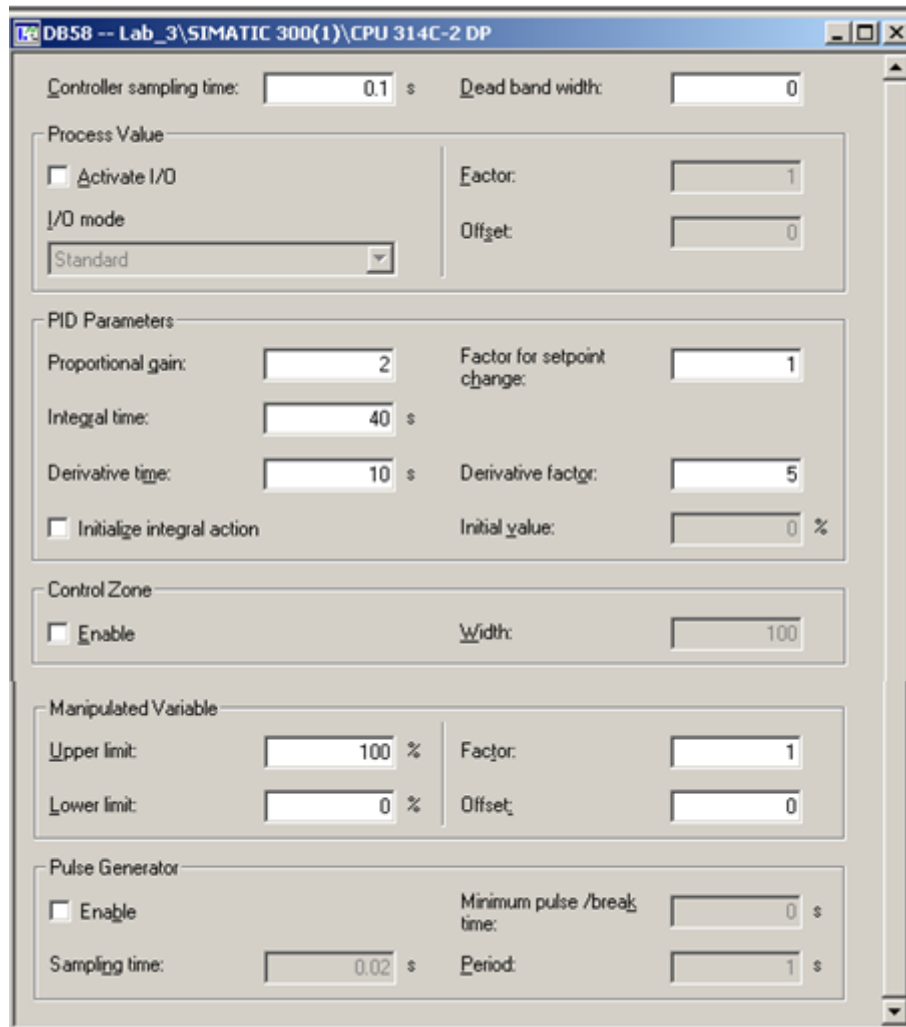 DB58 -- Lab_3\SIMATIC 300(1)\CPU 314C-2 DP
Controller sampling time: 0.1 s Dead band width: 0
Process Value
Activate I/O Factor: 1
I/O mode
Offset: 0
Standard
PID Parameters
Proportional gain: 2 Factor for setpoint change: 1
Integral time: 40 s
Derivative time: 10 s Derivative factor: 5
Initialize integral action Initial value: 0 %
Control Zone
Enable Width: 100
Manipulated Variable
Upper limit: 100 % Factor: 1
Lower limit: 0 % Offset: 0
Pulse Generator
Enable Minimum pulse /break time: 0 s
Sampling time: 0.02 s Period: 1 s